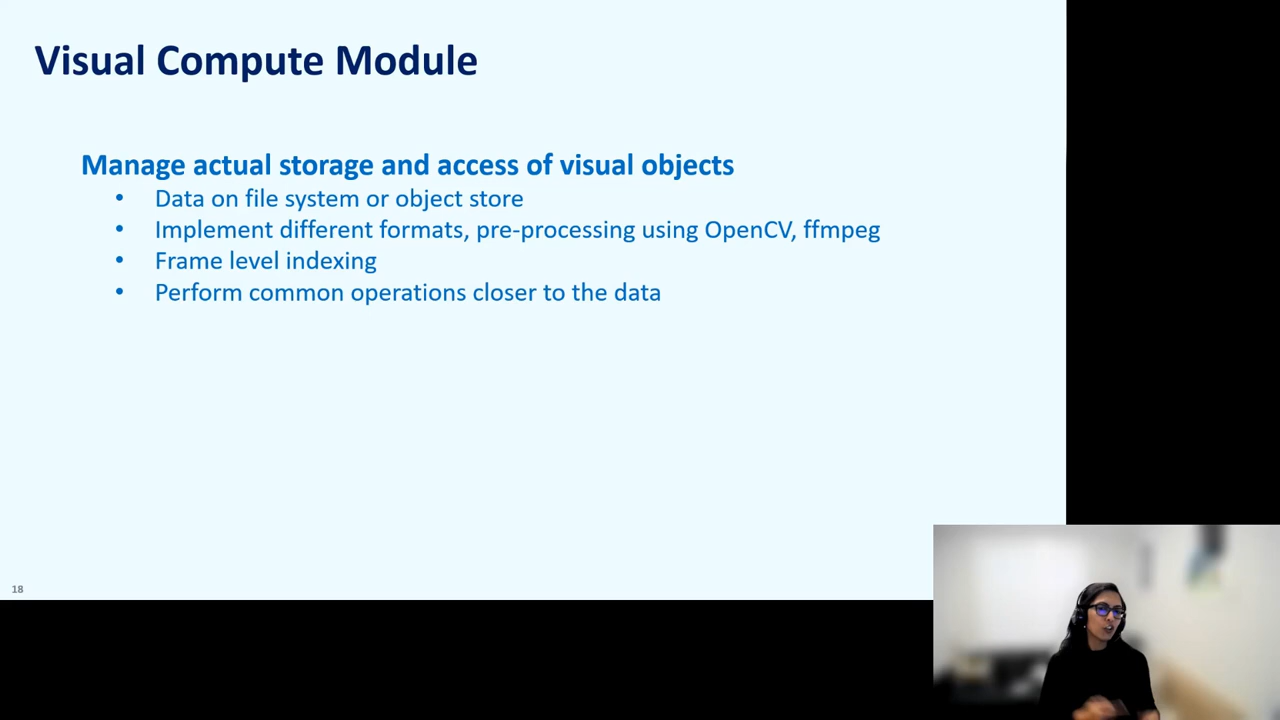 Visual Compute Module
Manage actual storage and access of visual objects
• Data on file system or object store
• Implement different formats, pre-processing using OpenCV, ffmpeg
• Frame level indexing
• Perform common operations closer to the data
18